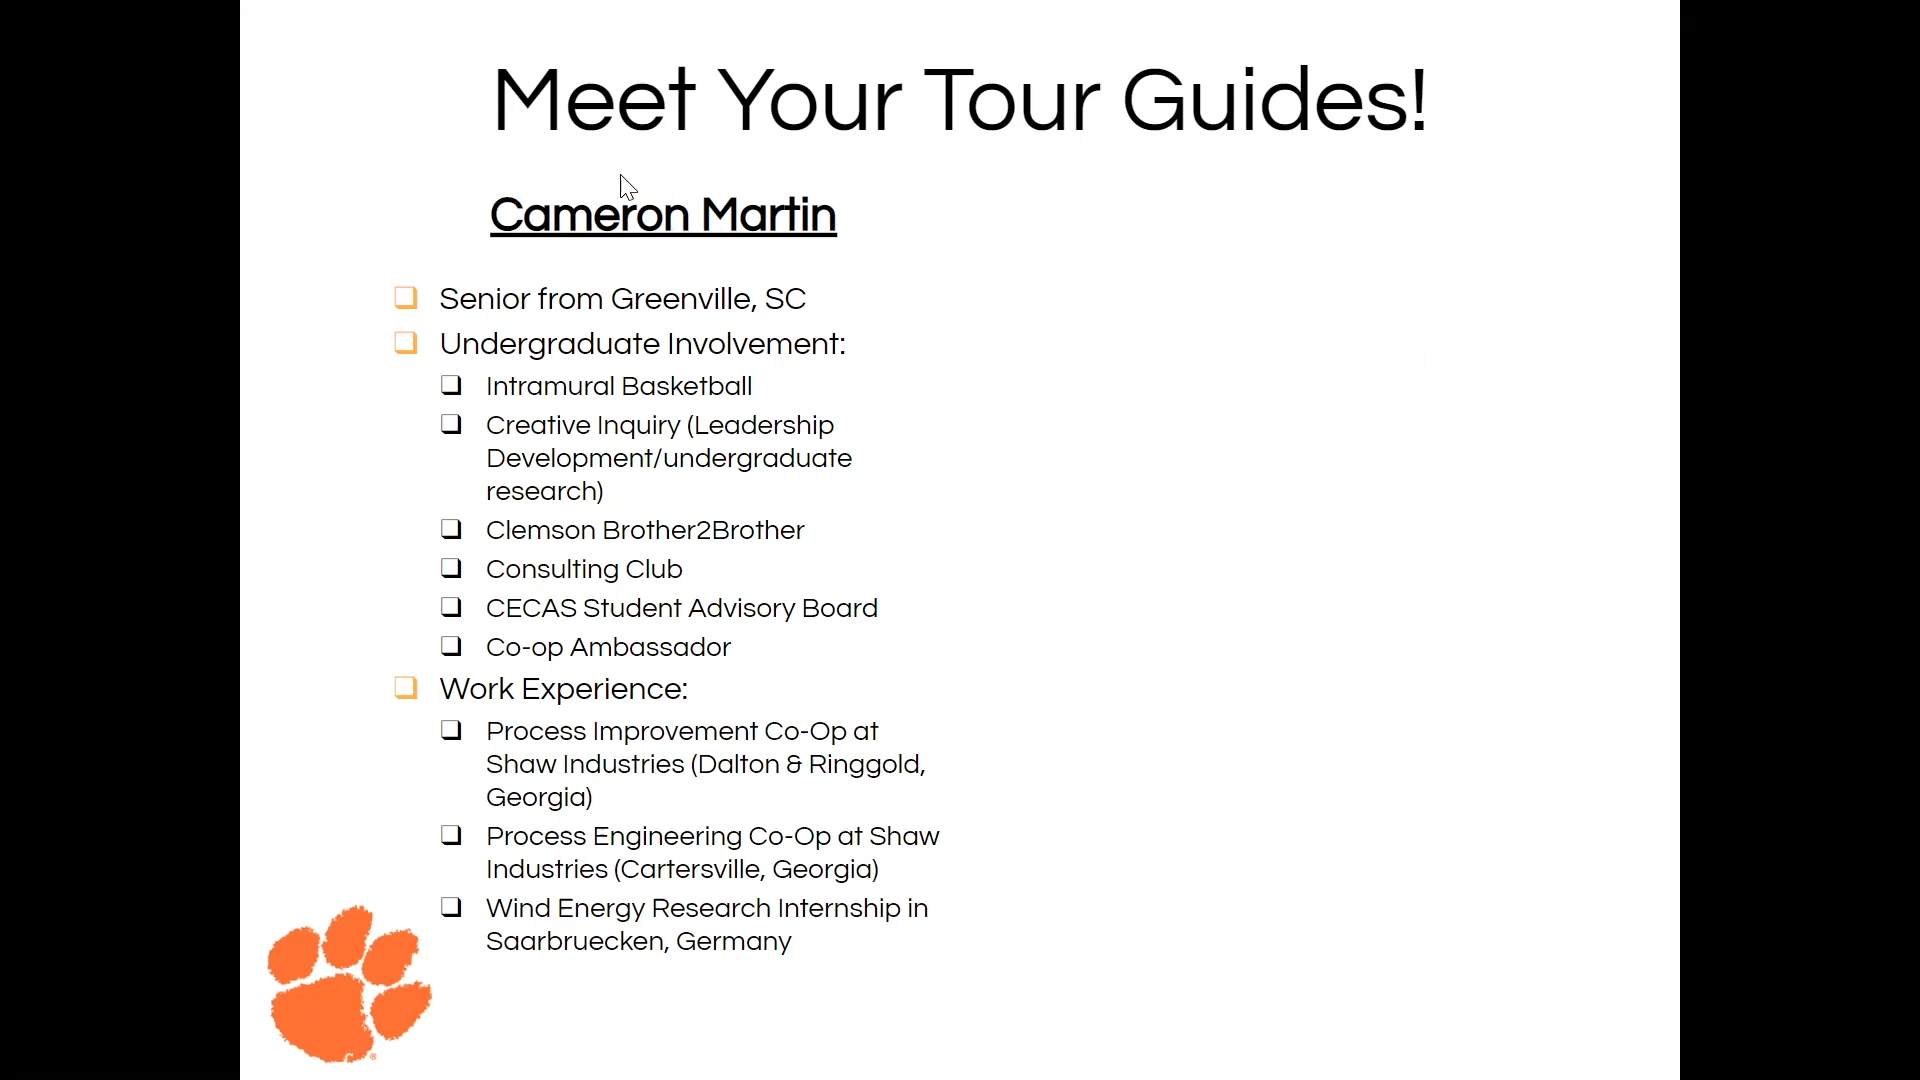 Meet Your Tour Guides!
Cameron Martin
Senior from Greenville, SC
Undergraduate Involvement:
Intramural Basketball
Creative Inquiry (Leadership
Development/undergraduate
research)
Clemson Brother2Brother
Consulting Club
CECAS Student Advisory Board
Co-op Ambassador
Work Experience:
Process Improvement Co-Op at
Shaw Industries (Dalton & Ringgold,
Georgia)
Process Engineering Co-Op at Shaw
Industries (Cartersville, Georgia)
Wind Energy Research Internship in
Saarbruecken, Germany